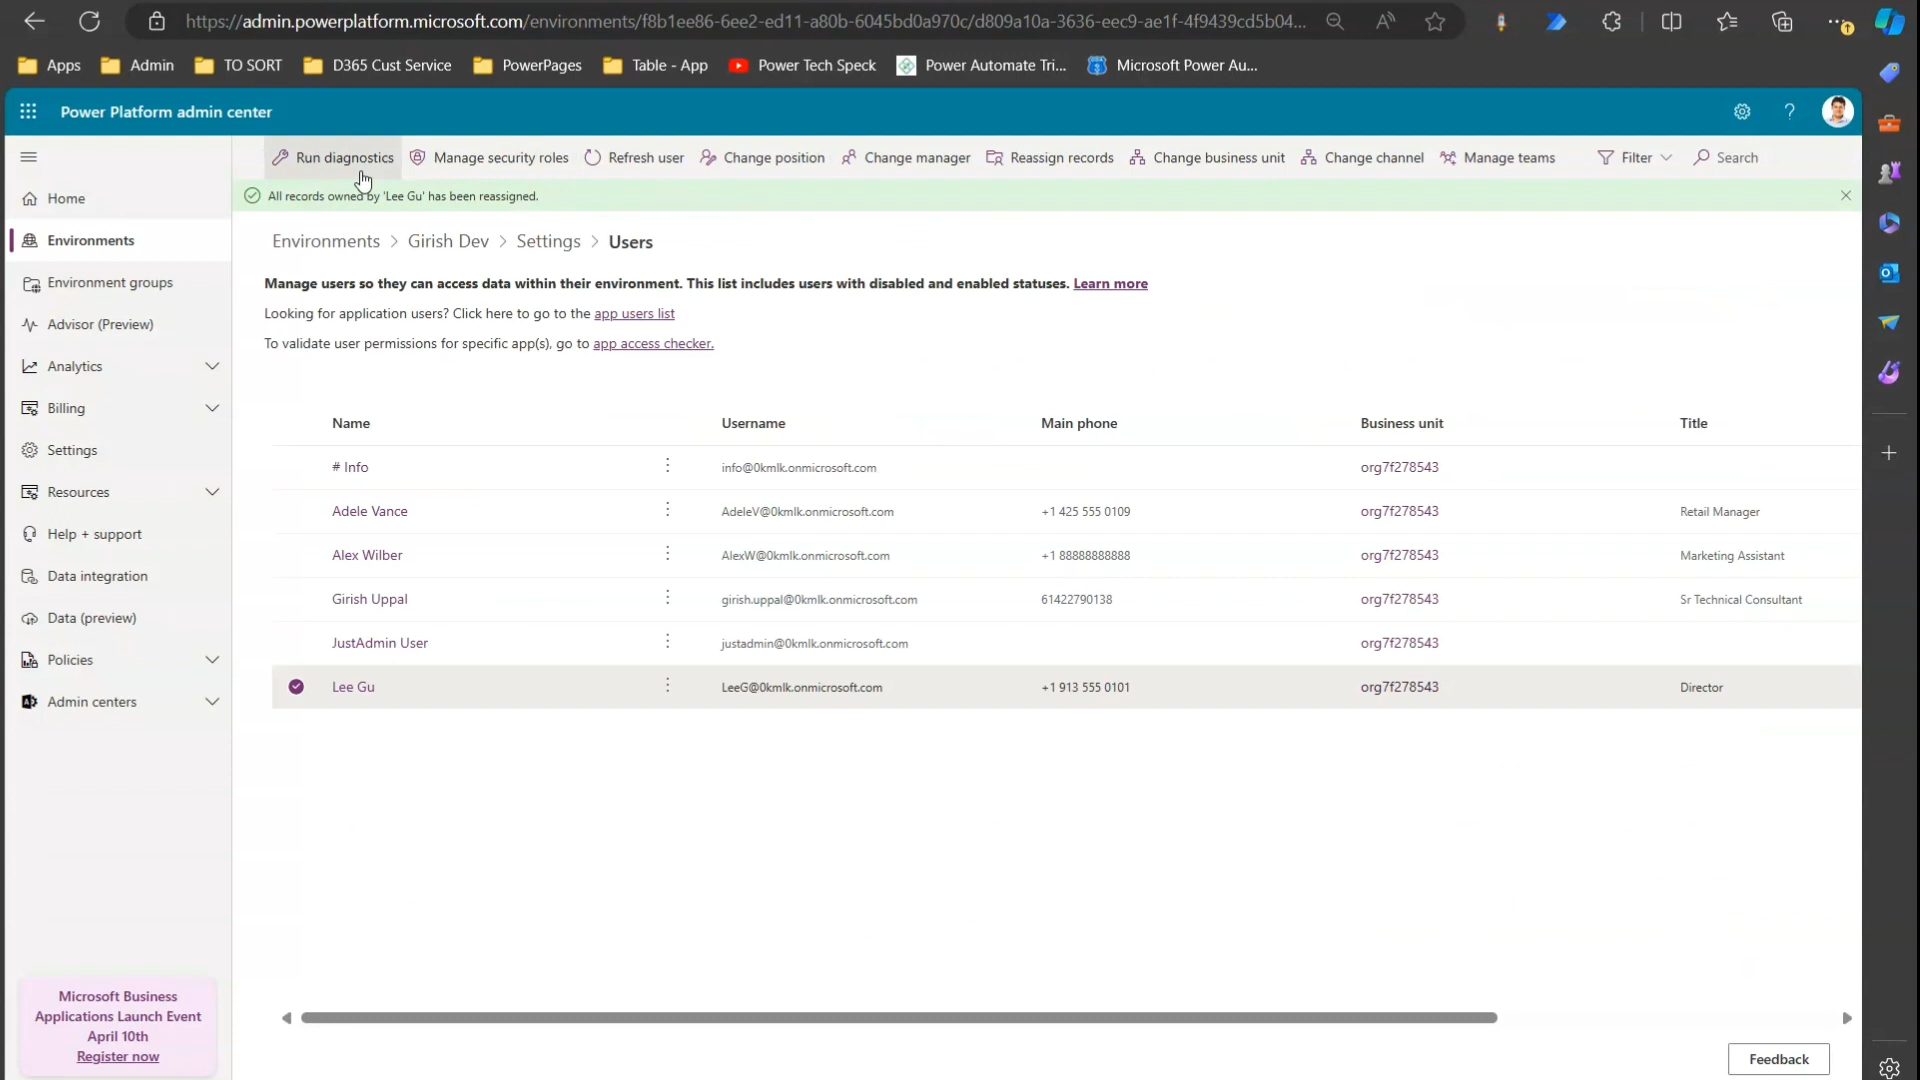 https://admin.powerplatform.microsoft.com/environments/f8b1ee86-6ee2-ed11-a80b-6045bd0a970c/d809a10a-3636-eec9-ae1f-4f9439cd5b04...
Apps Admin TO SORT D365 Cust Service PowerPages Table - App Power Tech Speck Power Automate Tri... Microsoft Power Au...
Power Platform admin center
Run diagnostics Manage security roles Refresh user Change position Change manager Reassign records Change business unit Change channel Manage teams Filter Search
All records owned by 'Lee Gu' has been reassigned.
Home
Environments
Environment groups
Advisor (Preview)
Analytics
Billing
Settings
Resources
Help + support
Data integration
Data (preview)
Policies
Admin centers
Microsoft Business
Applications Launch Event
April 10th
Register now
Environments > Girish Dev > Settings > Users
Manage users so they can access data within their environment. This list includes users with disabled and enabled statuses. Learn more
Looking for application users? Click here to go to the app users list
To validate user permissions for specific app(s), go to app access checker.
Name Username Main phone Business unit Title
# Info info@0kmlk.onmicrosoft.com org7f278543
Adele Vance AdeleV@0kmlk.onmicrosoft.com +1 425 555 0109 org7f278543 Retail Manager
Alex Wilber AlexW@0kmlk.onmicrosoft.com +1 88888888888 org7f278543 Marketing Assistant
Girish Uppal girish.uppal@0kmlk.onmicrosoft.com 61422790138 org7f278543 Sr Technical Consultant
JustAdmin User justadmin@0kmlk.onmicrosoft.com org7f278543
Lee Gu LeeG@0kmlk.onmicrosoft.com +1 913 555 0101 org7f278543 Director
Feedback